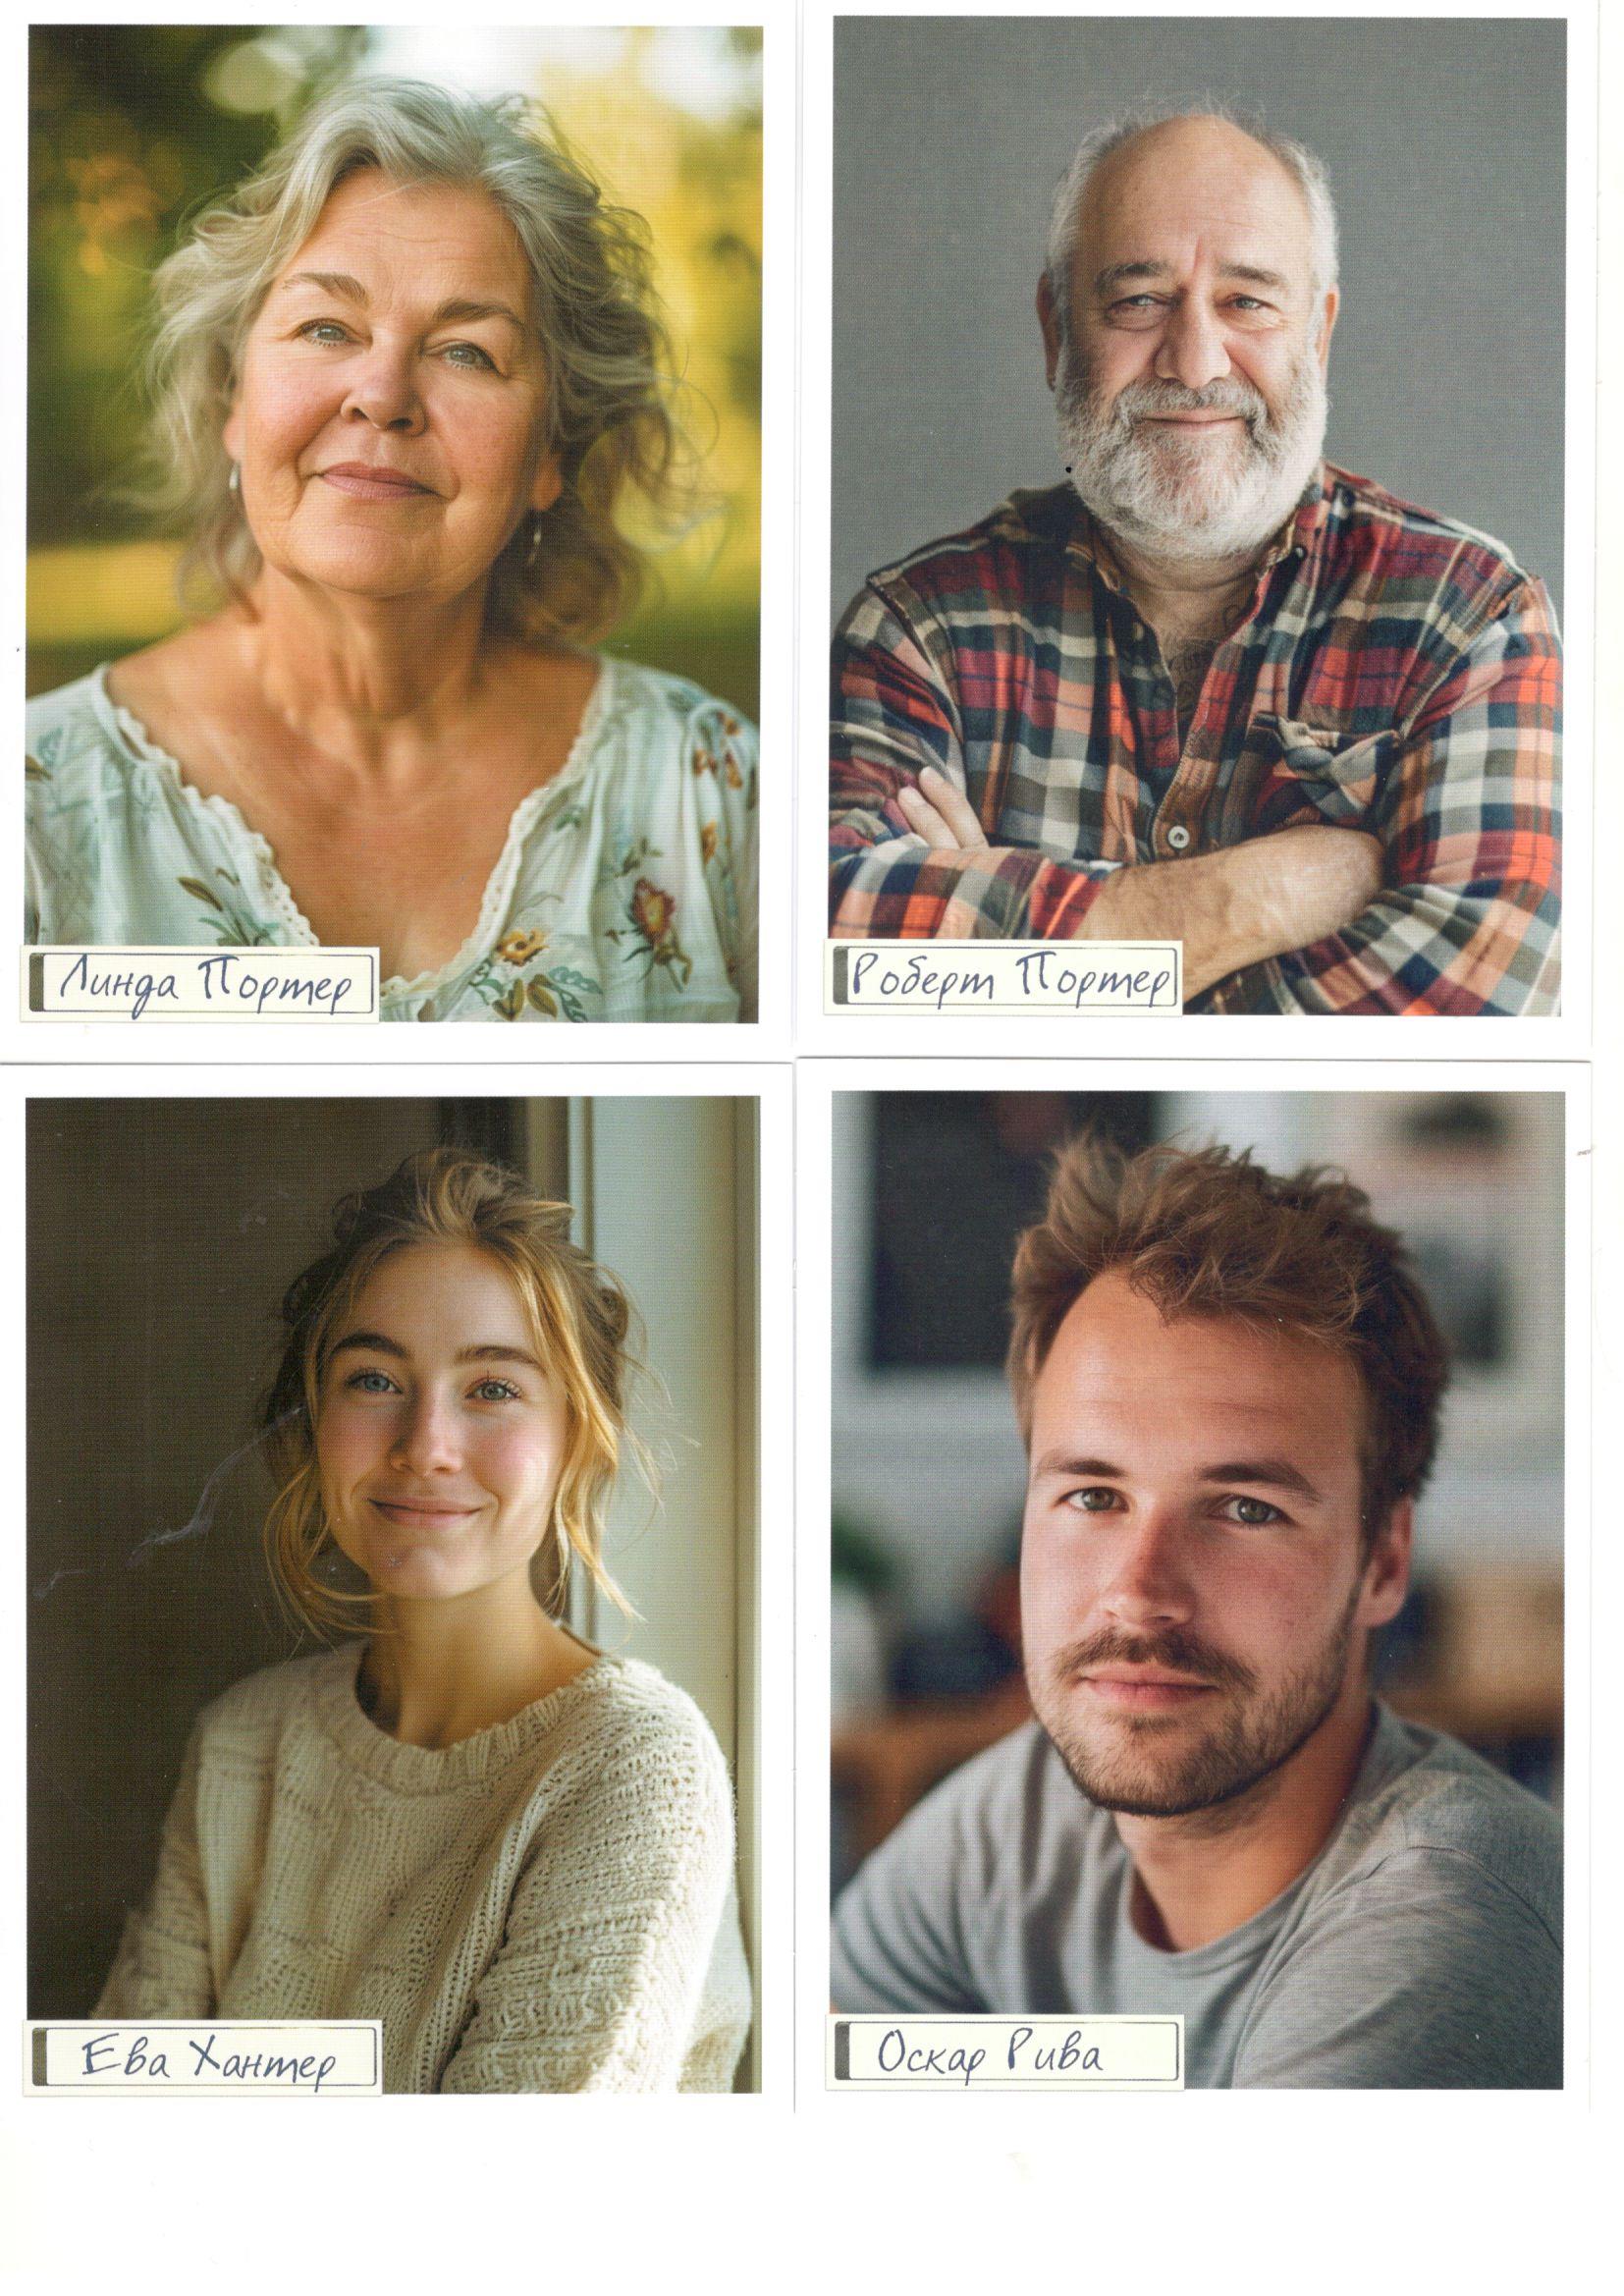 Линда Портер
Роберт Портер
Ева Хантер
Оскар Рива